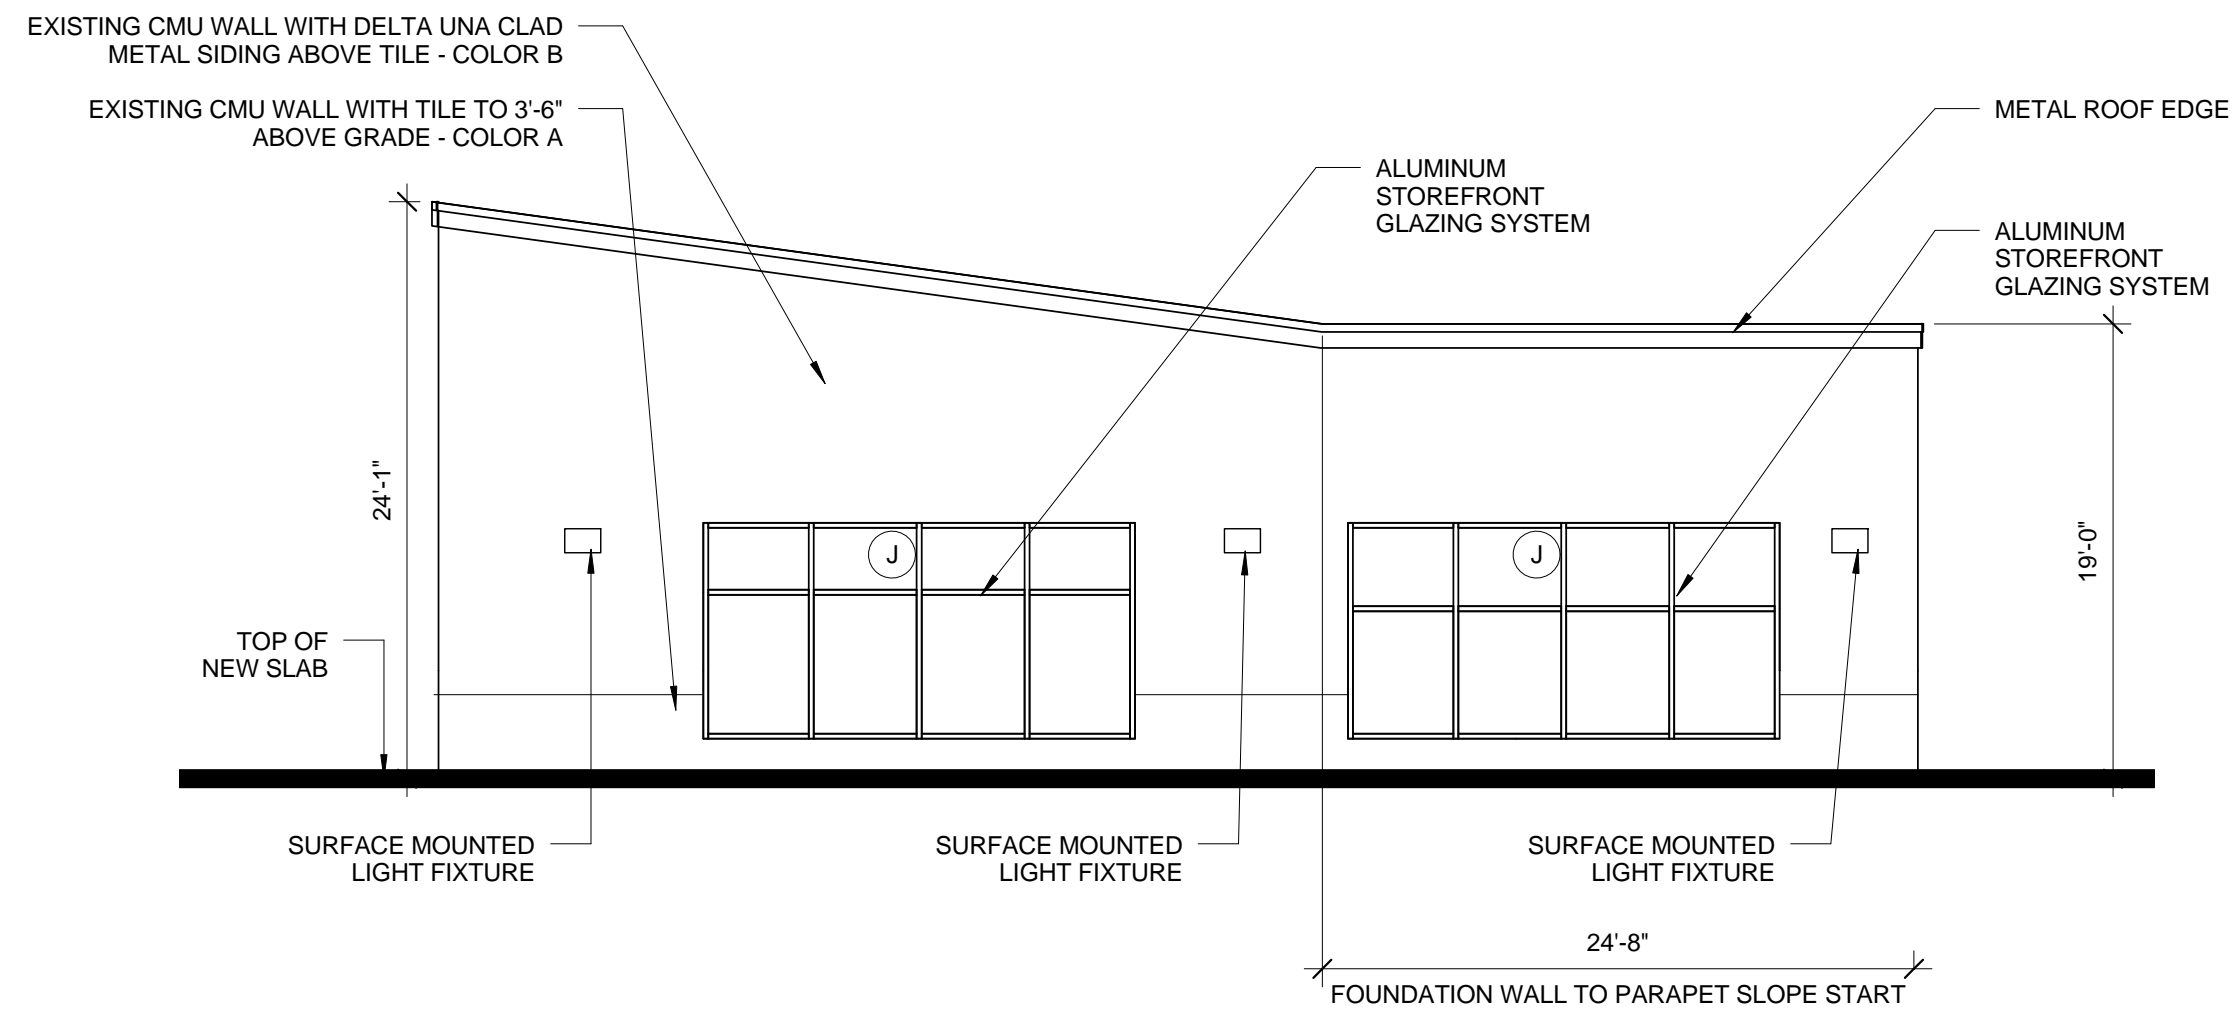 EXISTING CMU WALL WITH DELTA UNA CLAD
METAL SIDING ABOVE TILE - COLOR B
EXISTING CMU WALL WITH TILE TO 3'-6"
ABOVE GRADE - COLOR A
ALUMINUM
STOREFRONT
GLAZING SYSTEM
METAL ROOF EDGE
ALUMINUM
STOREFRONT
GLAZING SYSTEM
24'-1"
19'-0"
J
J
TOP OF
NEW SLAB
SURFACE MOUNTED
LIGHT FIXTURE
SURFACE MOUNTED
LIGHT FIXTURE
SURFACE MOUNTED
LIGHT FIXTURE
24'-8"
FOUNDATION WALL TO PARAPET SLOPE START